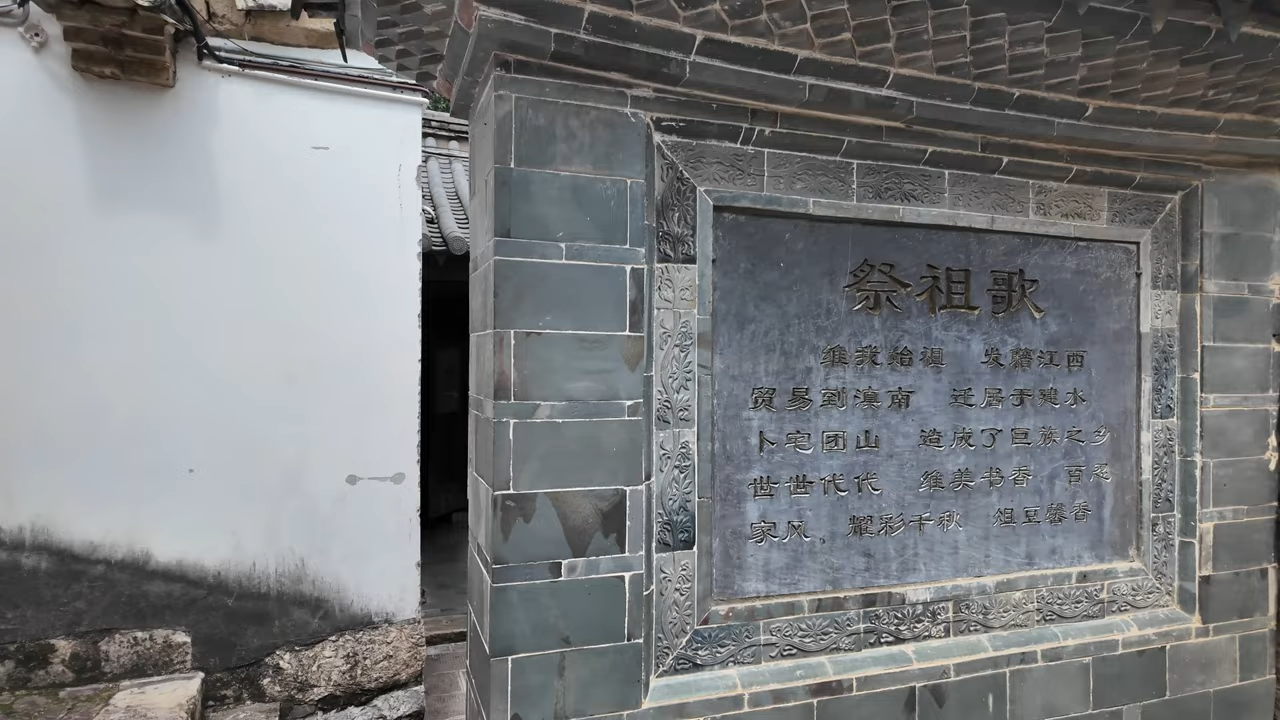 祭祖歌
维我始祖 发籍江西
贸易到滇南 迁居于建水
卜宅团山 造成了巨族之乡
世世代代 维美书香 百忍
家风。耀彩千秋 俎豆馨香